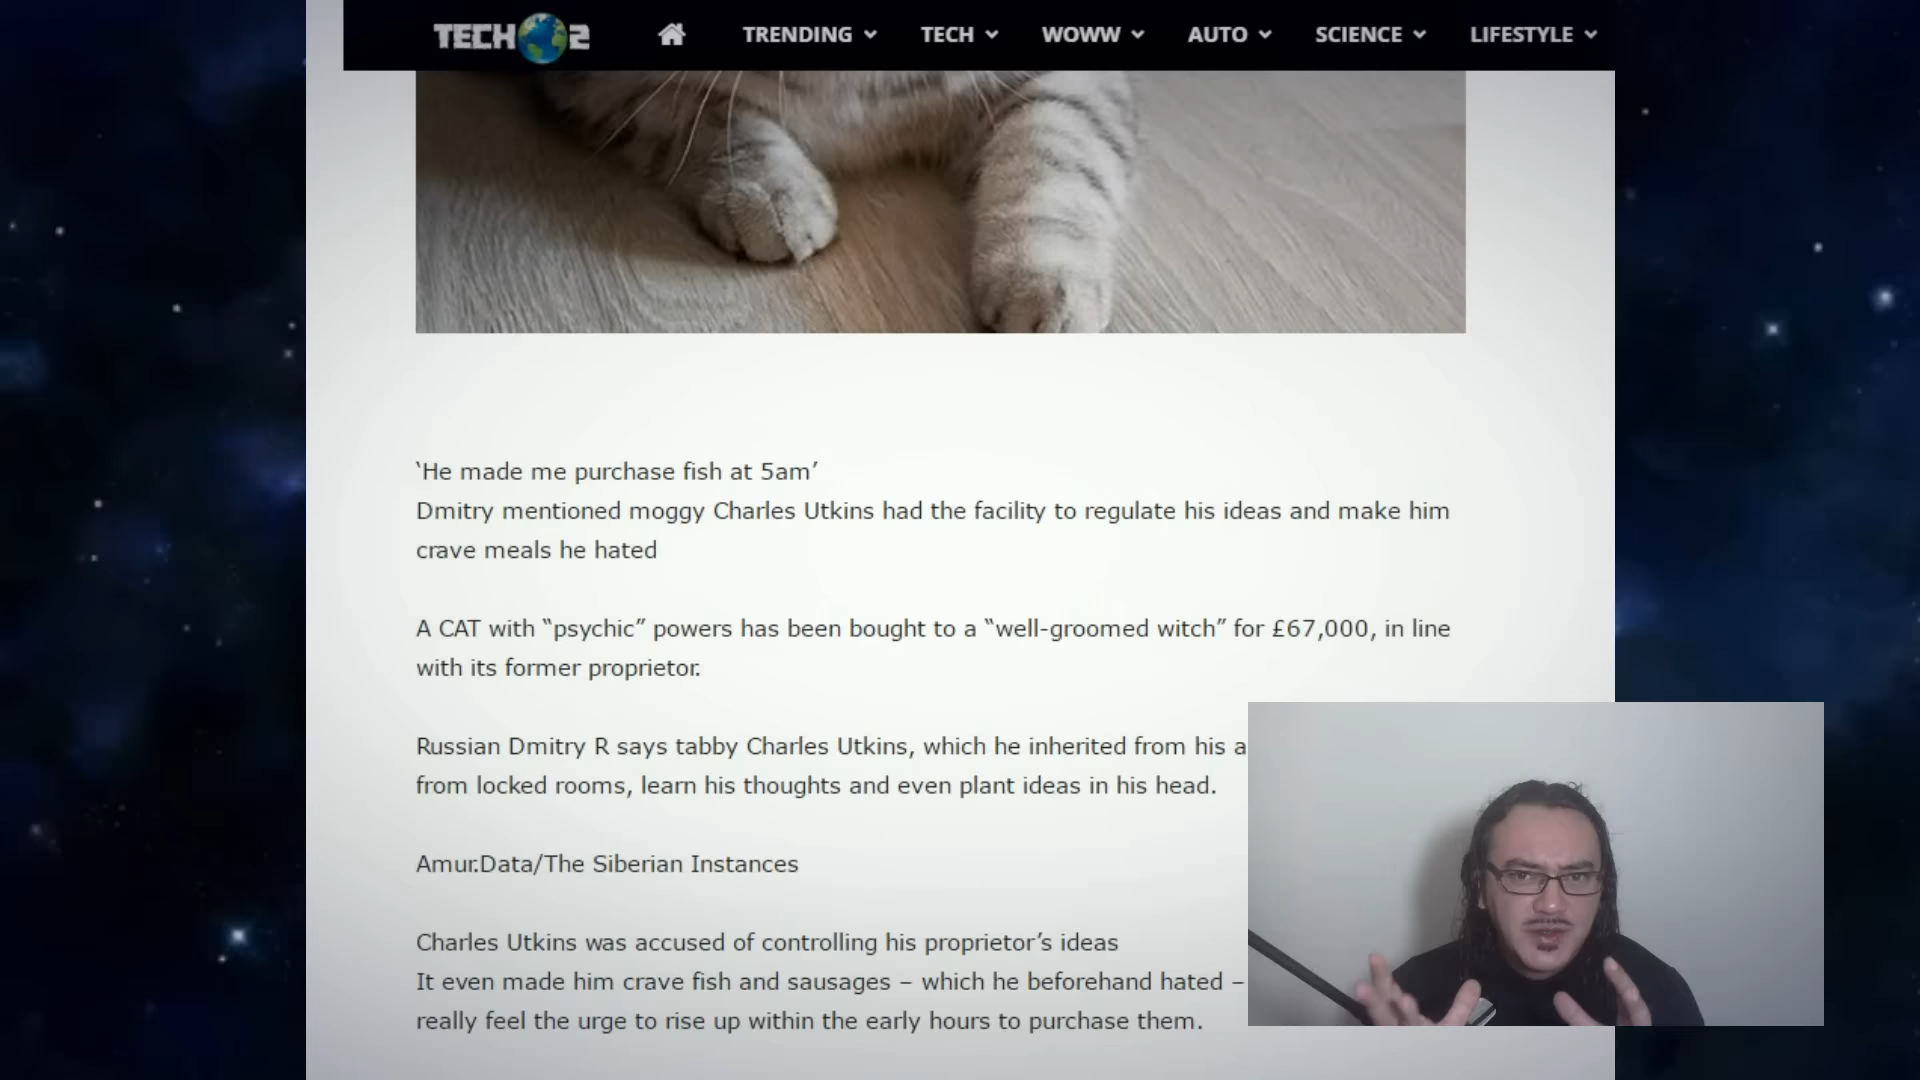 TECH 2 TRENDING TECH WOWW AUTO SCIENCE LIFESTYLE
‘He made me purchase fish at 5am’
Dmitry mentioned moggy Charles Utkins had the facility to regulate his ideas and make him
crave meals he hated
A CAT with “psychic” powers has been bought to a “well-groomed witch” for £67,000, in line
with its former proprietor.
Russian Dmitry R says tabby Charles Utkins, which he inherited from his a
from locked rooms, learn his thoughts and even plant ideas in his head.
Amur.Data/The Siberian Instances
Charles Utkins was accused of controlling his proprietor’s ideas
It even made him crave fish and sausages – which he beforehand hated –
really feel the urge to rise up within the early hours to purchase them.